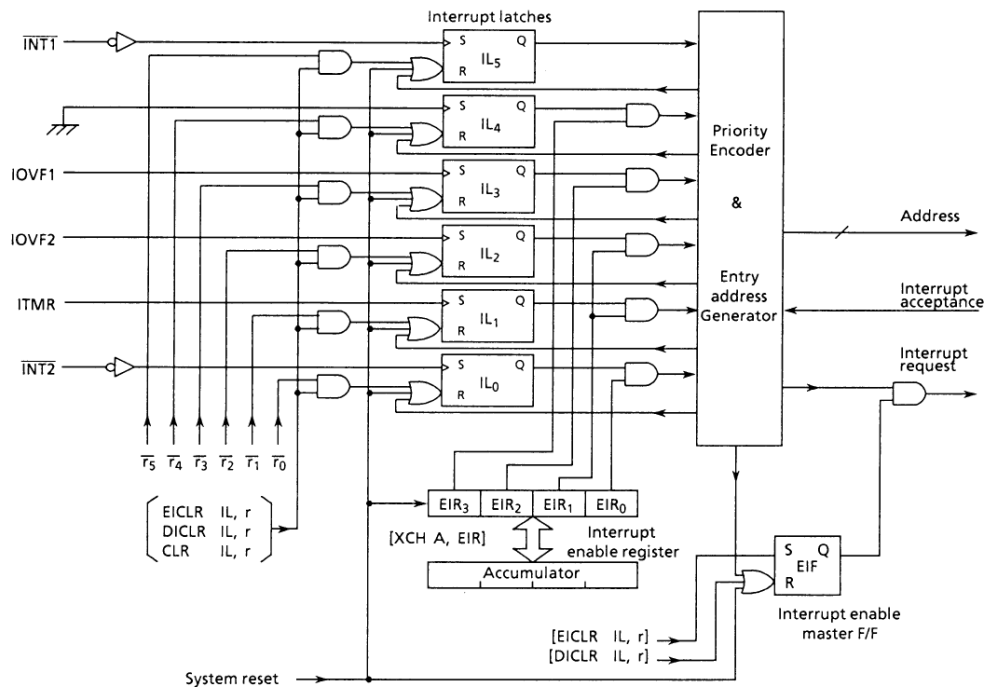 Interrupt latches
INT1
S Q
IL5
R
S Q
IL4
R
Priority
Encoder
&
Entry
address
Generator
IOVF1
S Q
IL3
R
Address
IOVF2
S Q
IL2
R
Interrupt
acceptance
ITMR
S Q
IL1
R
INT2
S Q
IL0
R
Interrupt
request
r5 r4 r3 r2 r1 r0
EICLR IL, r
DICLR IL, r
CLR IL, r
EIR3 EIR2 EIR1 EIR0
[XCH A, EIR]
Interrupt
enable register
Accumulator
S Q
EIF
R
Interrupt enable
master F/F
[EICLR IL, r]
[DICLR IL, r]
System reset